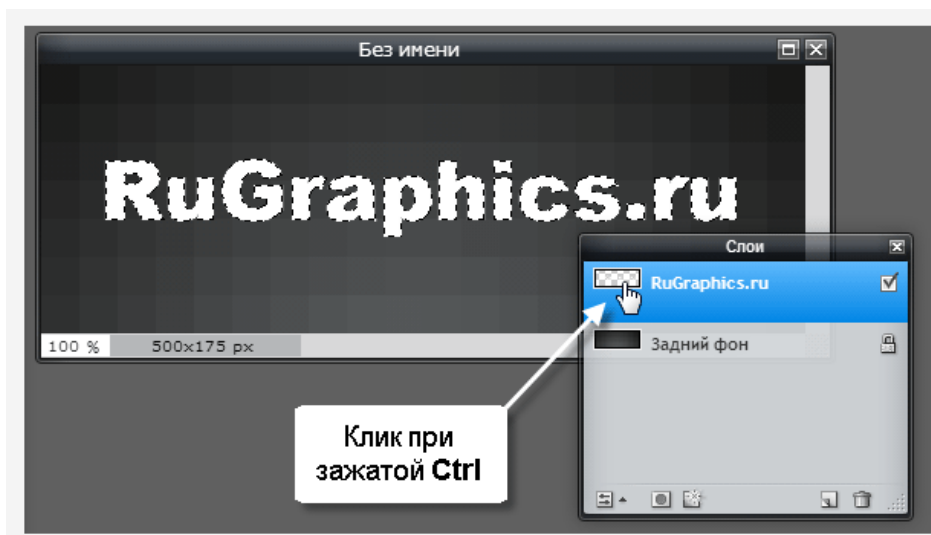 Без имени
RuGraphics.ru
Слои
RuGraphics.ru
Задний фон
100 % 500x175 px
Клик при
зажатой Ctrl